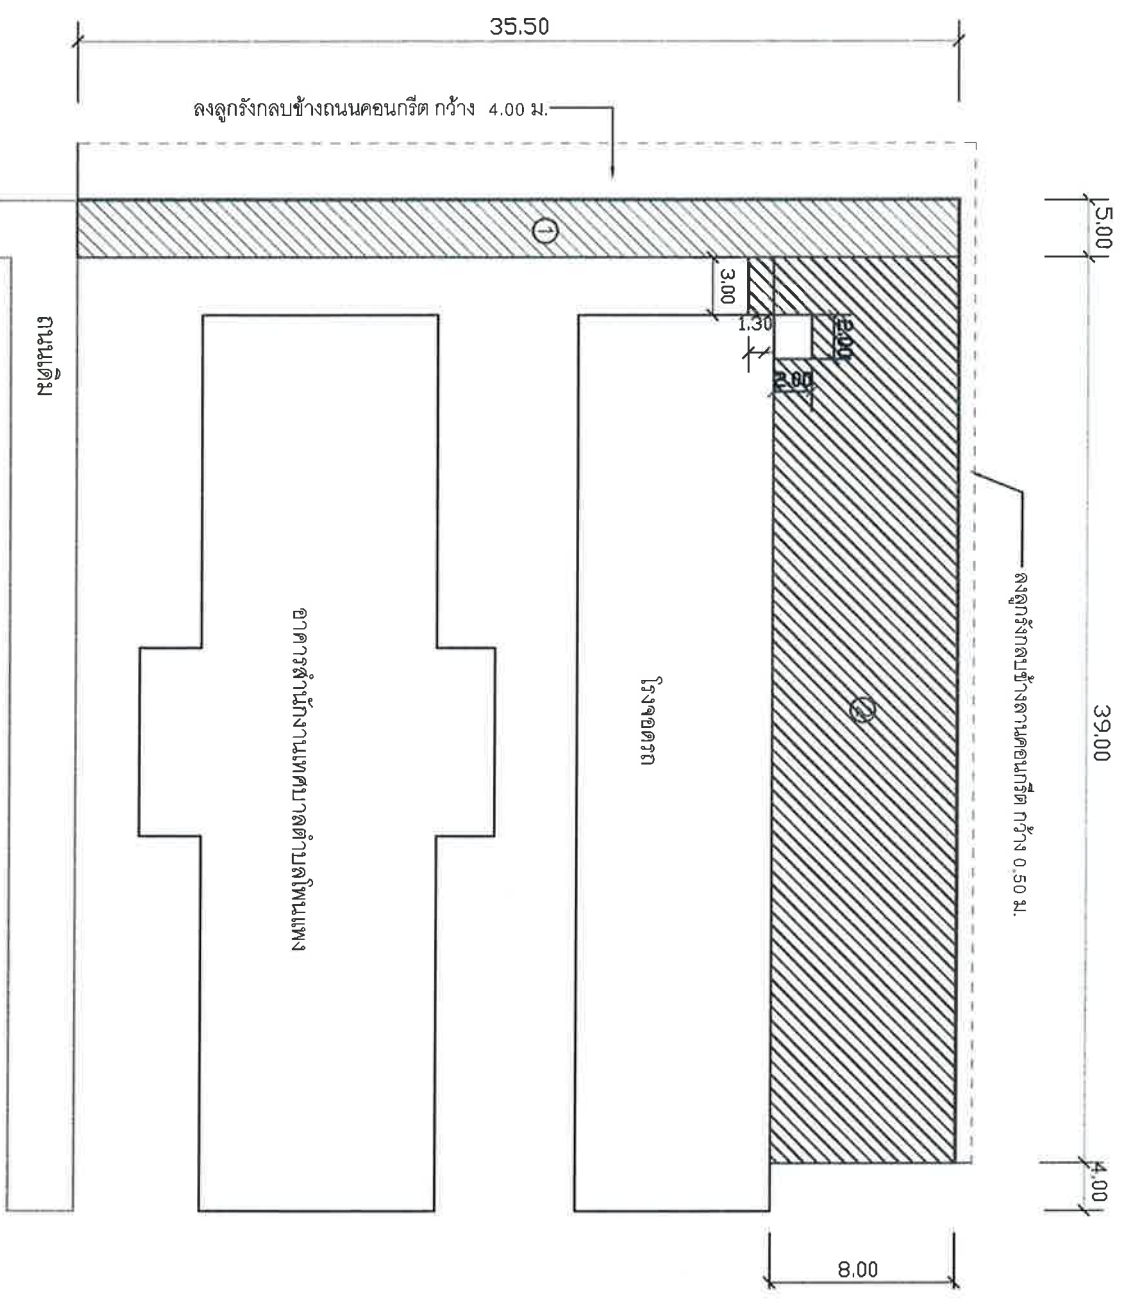 35.50
ลงลูกรังกลบข้างถนนคอนกรีต กว้าง 4.00 ม.
5.00
1
3.00
1.30
2.00
2.00
ถนนเดิม
ลงลูกรังกลบข้างลานคอนกรีต กว้าง 0.50 ม.
39.00
2
โรงจอดรถ
อาคารสำนักงานเทศบาลตำบลโพนแพง
4.00
8.00